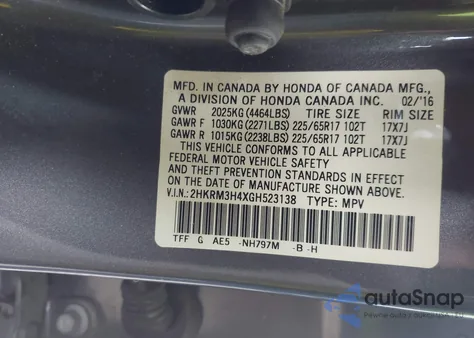 MFD. IN CANADA BY HONDA OF CANADA MFG.,
A DIVISION OF HONDA CANADA INC. 02/'16
GVWR 2025KG (4464LBS) TIRE SIZE RIM SIZE
GAWR F 1030KG (2271LBS) 225/65R17 102T 17X7J
GAWR R 1015KG (2238LBS) 225/65R17 102T 17X7J
THIS VEHICLE CONFORMS TO ALL APPLICABLE
FEDERAL MOTOR VEHICLE SAFETY
AND THEFT PREVENTION STANDARDS IN EFFECT
ON THE DATE OF MANUFACTURE SHOWN ABOVE.
V.I.N.: 2HKRM3H4XGH523138 TYPE: MPV
TFF G AE5 -NH797M -B -H
autoSnap